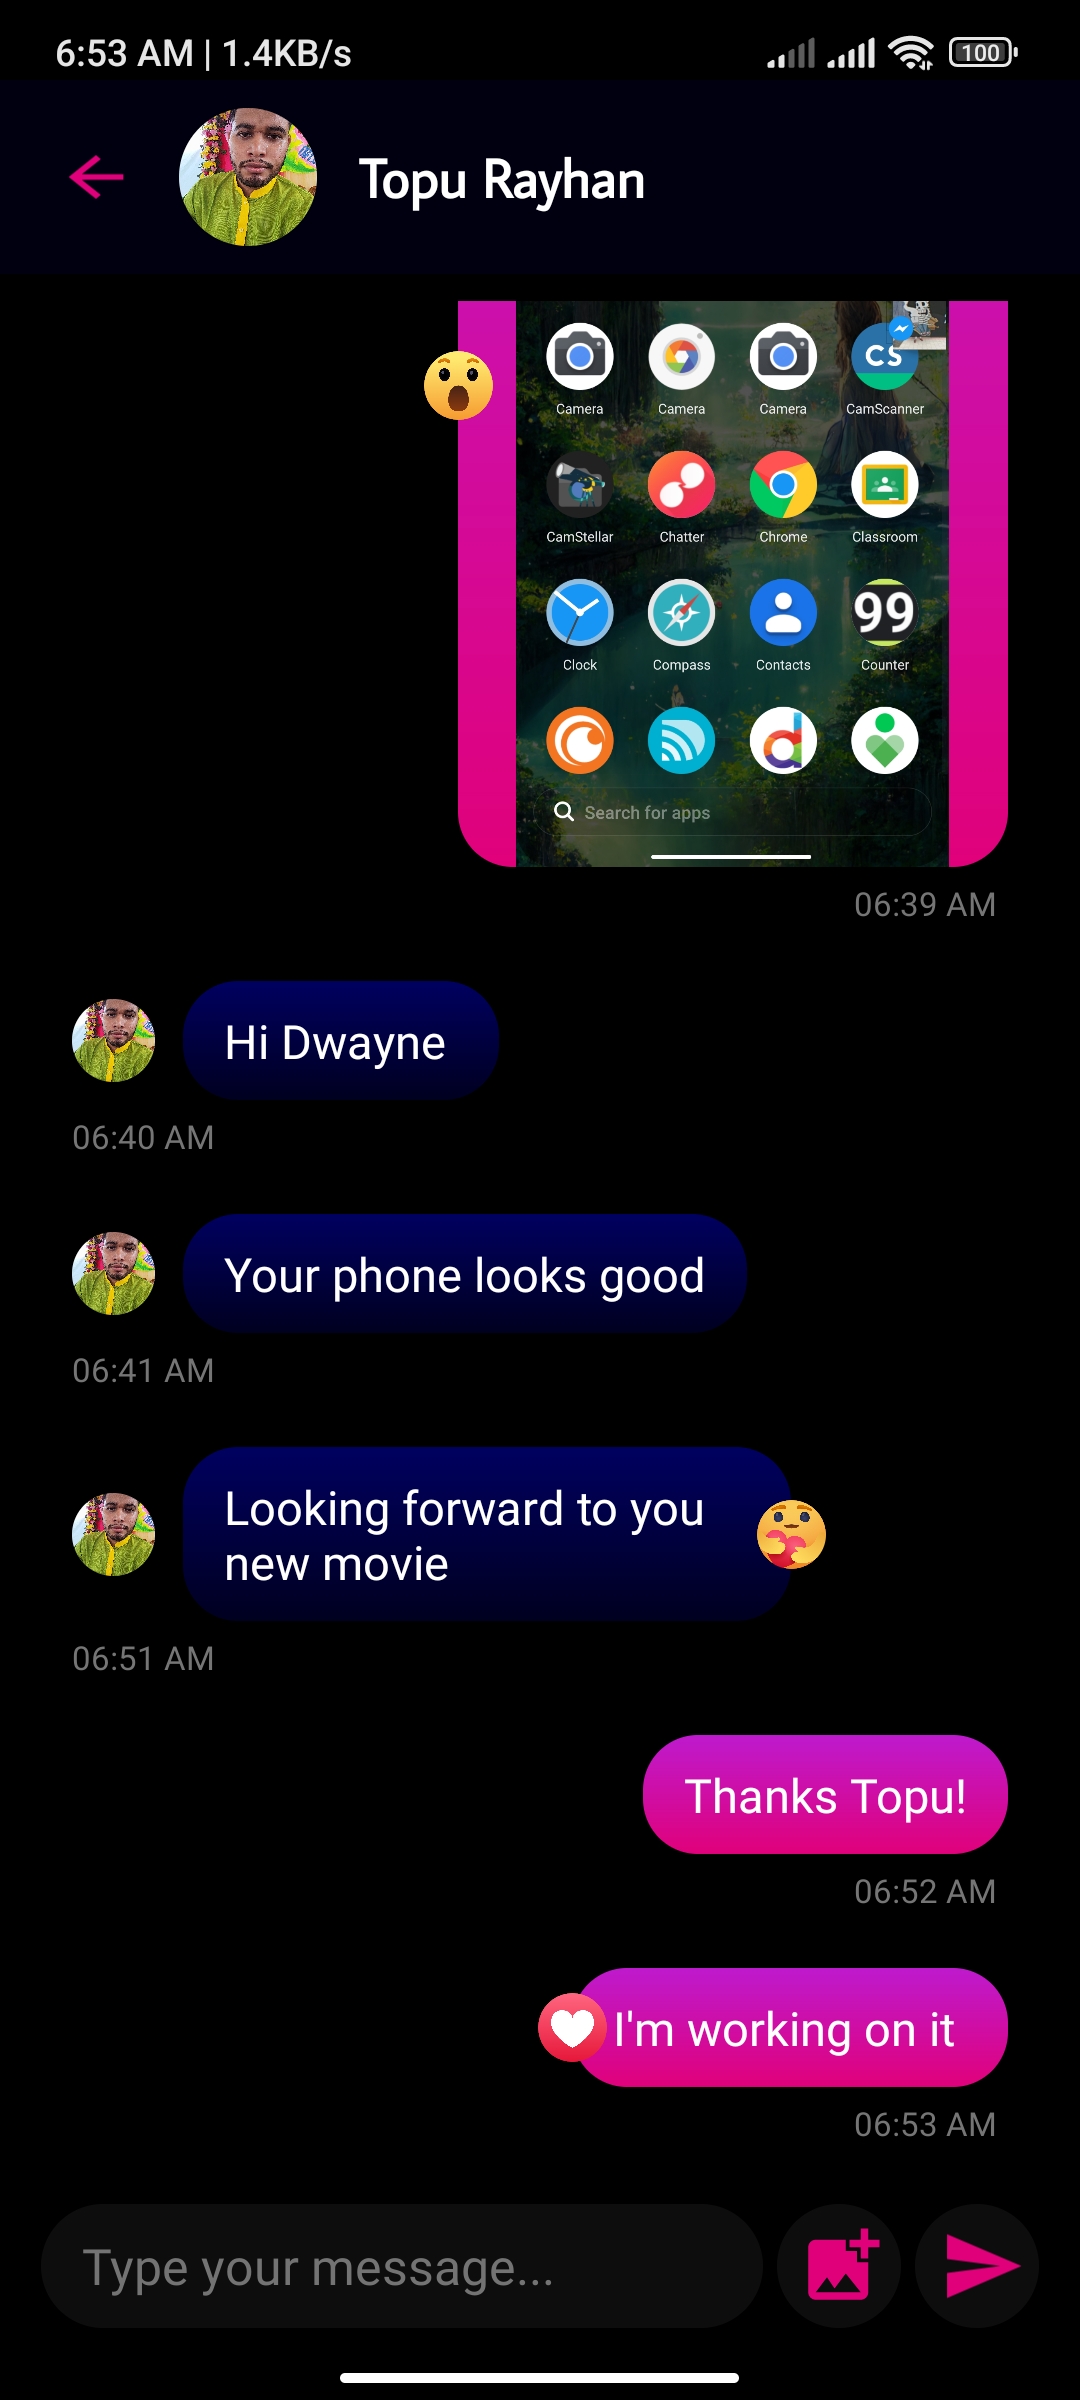 6:53 AM | 1.4KB/s
100
Topu Rayhan
CS
Camera
Camera
Camera
CamScanner
CamStellar
Chatter
Chrome
Classroom
99
Clock
Compass
Contacts
Counter
d
Search for apps
06:39 AM
Hi Dwayne
06:40 AM
Your phone looks good
06:41 AM
Looking forward to you
new movie
06:51 AM
Thanks Topu!
06:52 AM
I'm working on it
06:53 AM
Type your message...